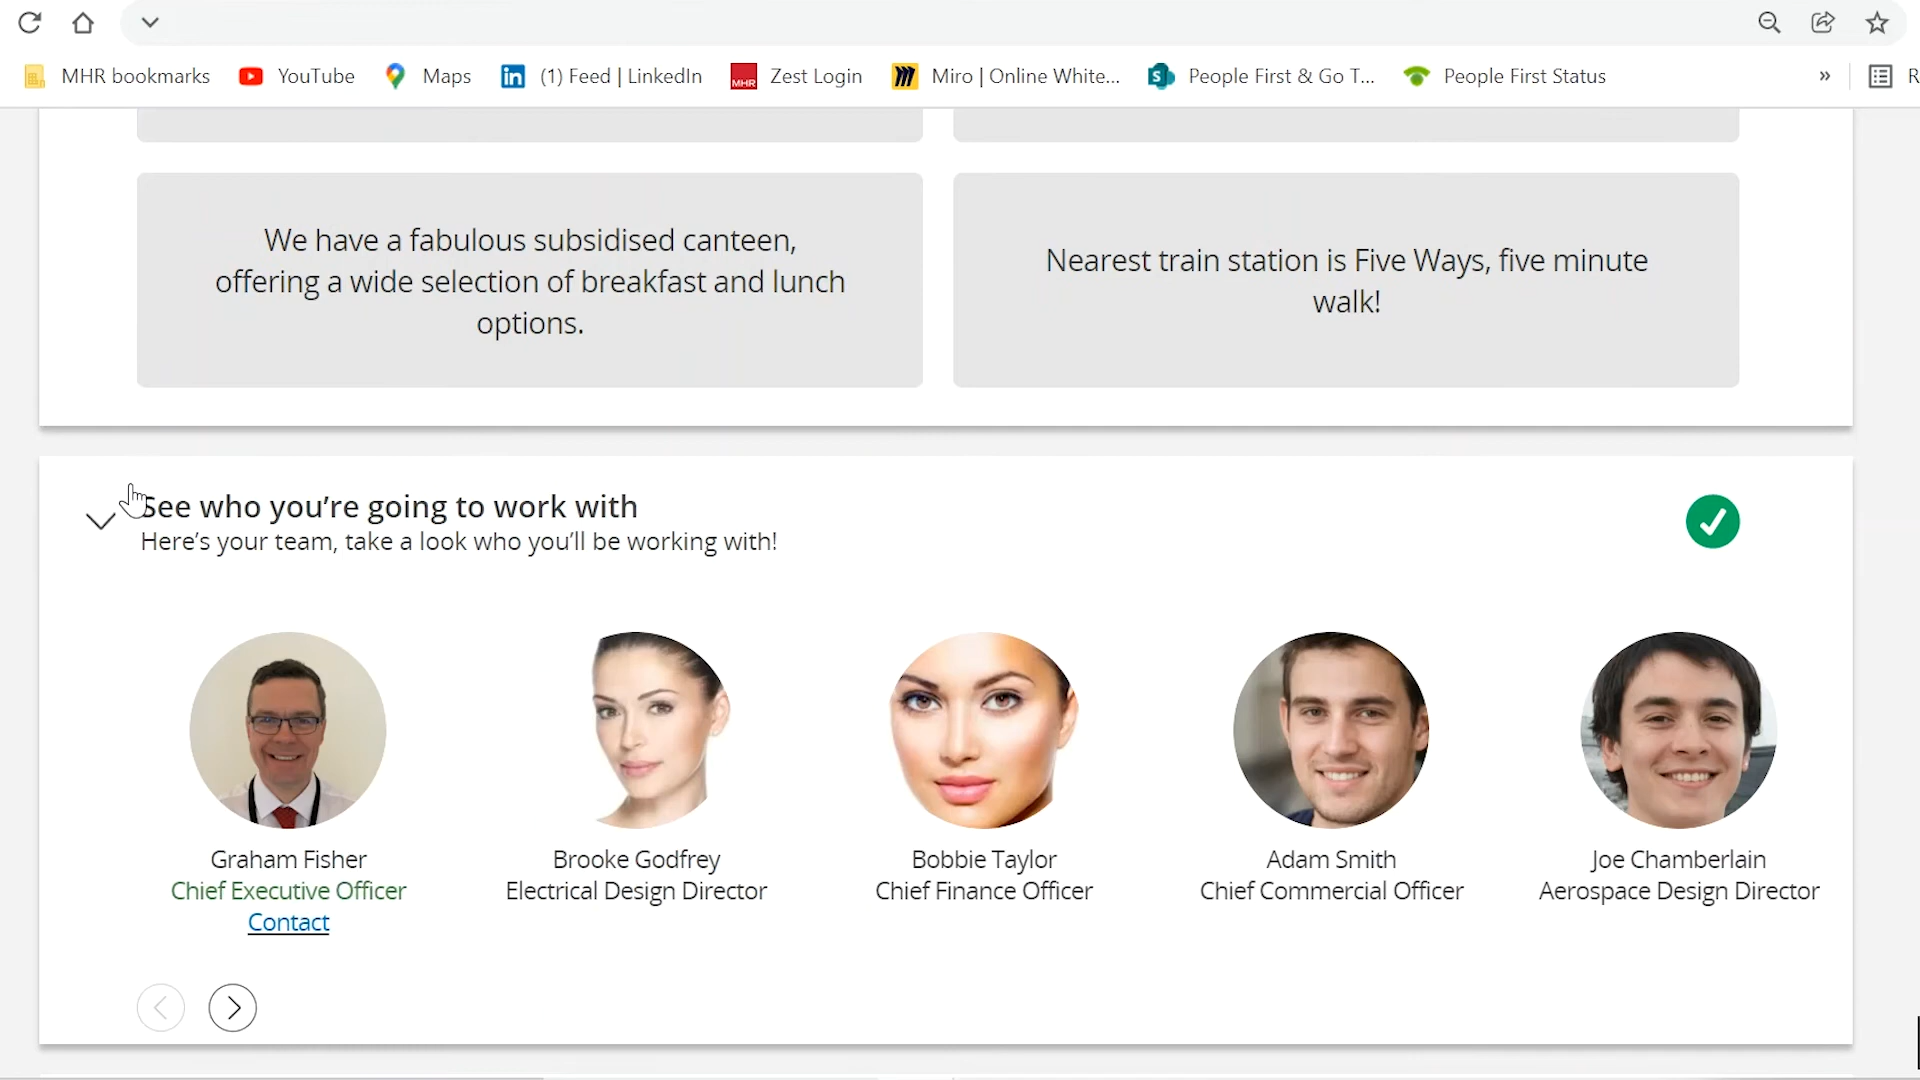 MHR bookmarks
YouTube
Maps
(1) Feed | LinkedIn
MHR
Zest Login
Miro | Online White...
People First & Go T...
People First Status
»
R
We have a fabulous subsidised canteen,
offering a wide selection of breakfast and lunch
options.
Nearest train station is Five Ways, five minute
walk!
See who you're going to work with
Here's your team, take a look who you'll be working with!
Graham Fisher
Chief Executive Officer
Contact
Brooke Godfrey
Electrical Design Director
Bobbie Taylor
Chief Finance Officer
Adam Smith
Chief Commercial Officer
Joe Chamberlain
Aerospace Design Director